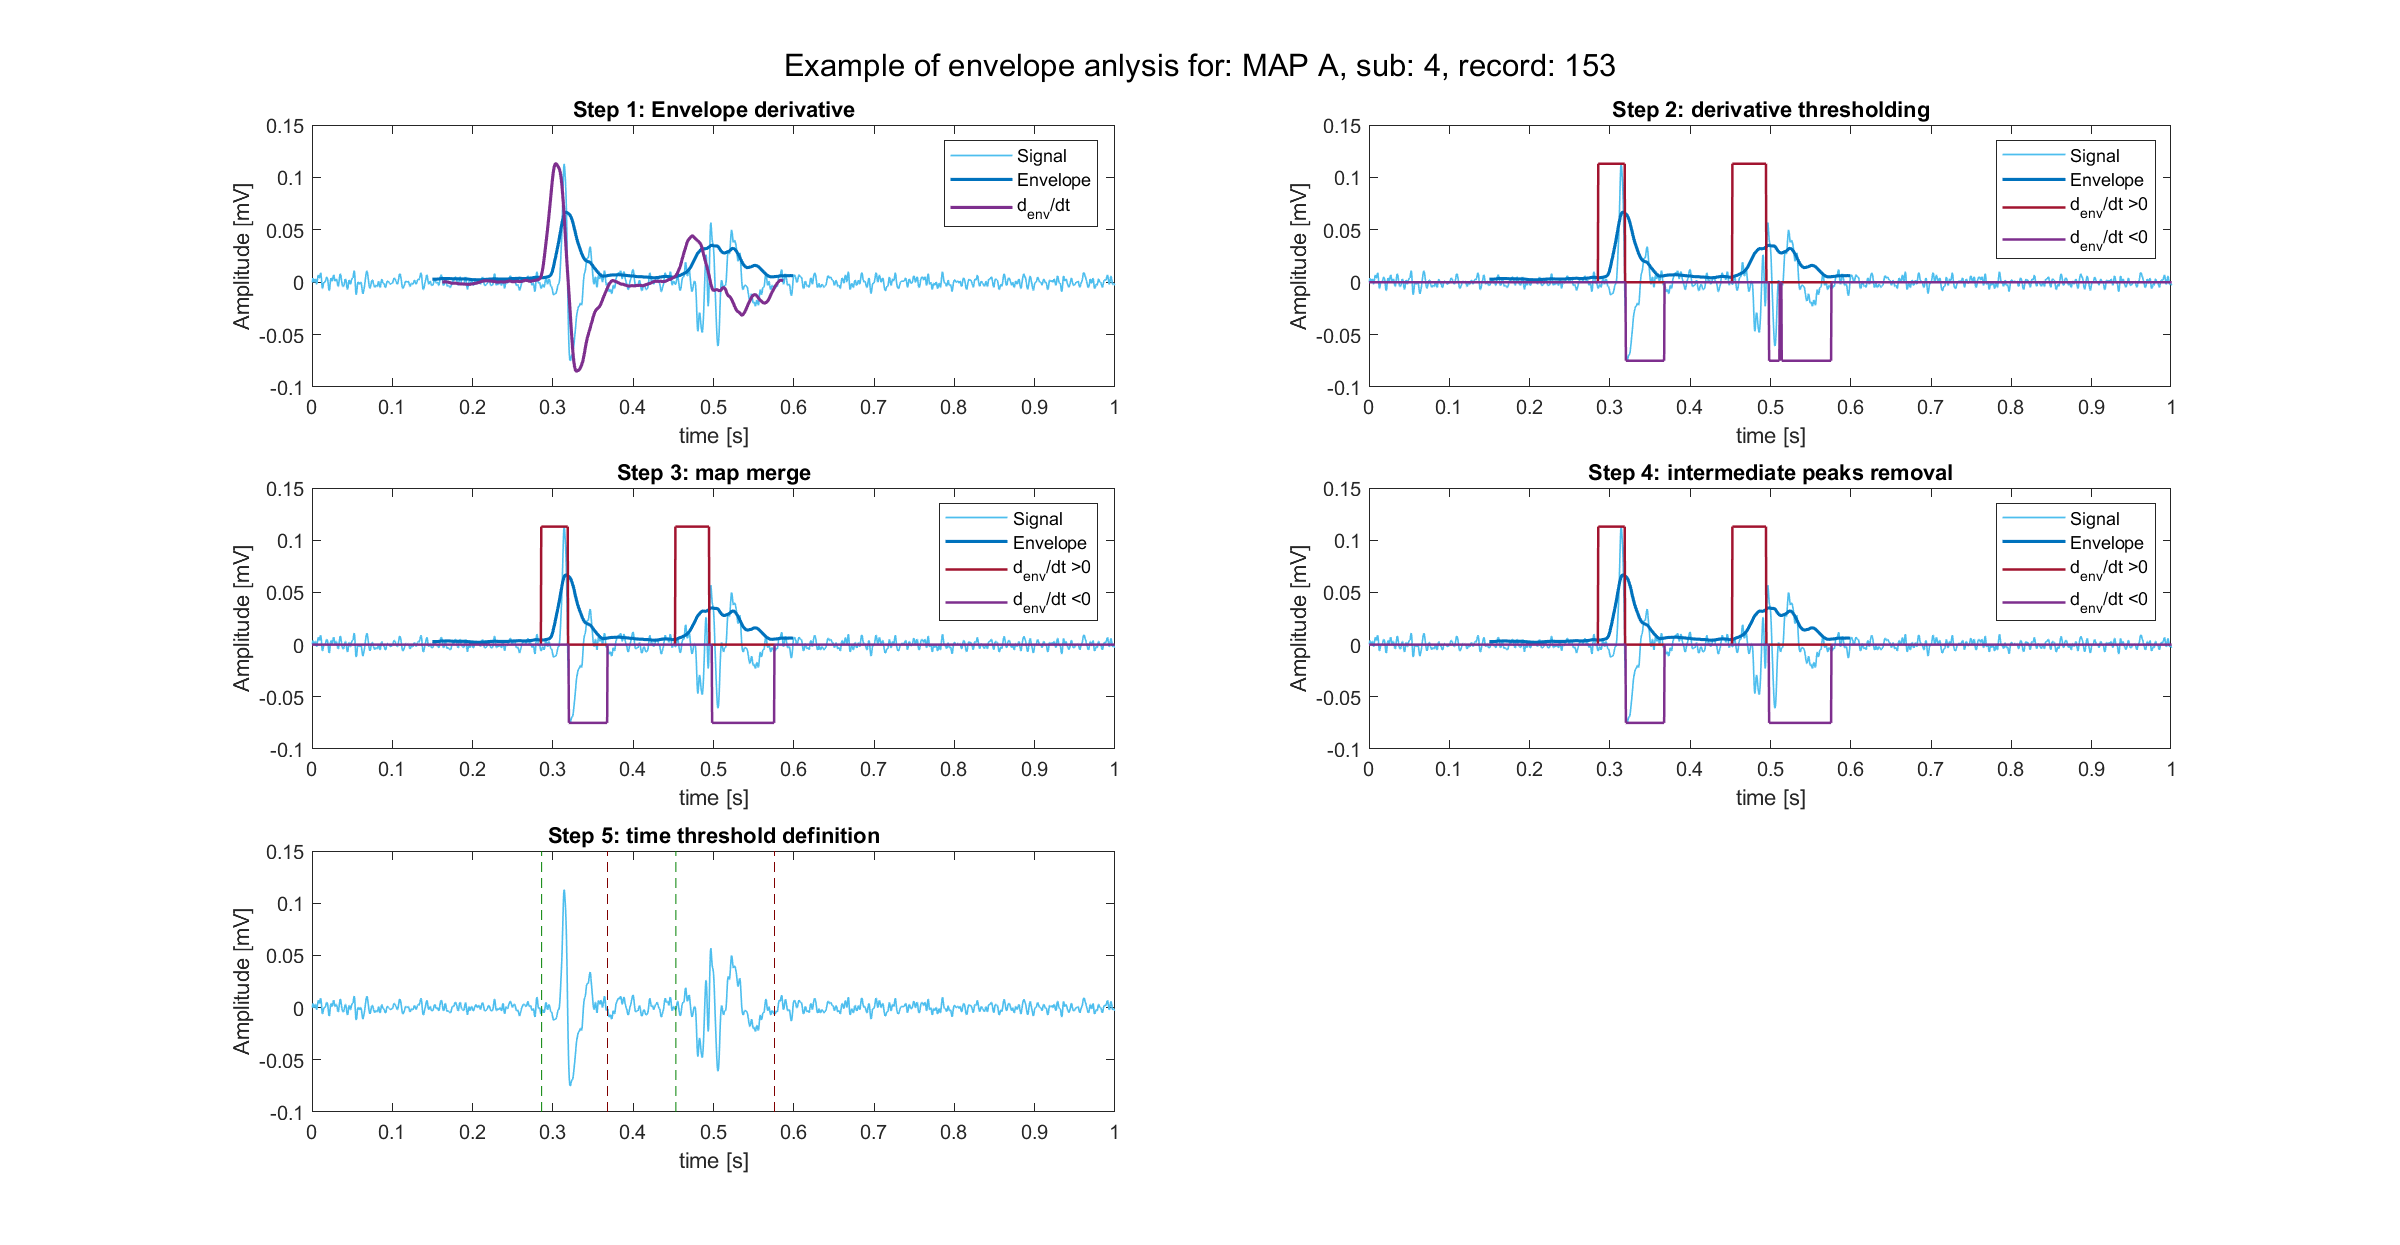 Example of envelope anlysis for: MAP A, sub: 4, record: 153
Step 1: Envelope derivative
0.15
0.1
0.05
0
-0.05
-0.1
Amplitude [mV]
0 0.1 0.2 0.3 0.4 0.5 0.6 0.7 0.8 0.9 1
time [s]
Signal
Envelope
d_env/dt
Step 2: derivative thresholding
0.15
0.1
0.05
0
-0.05
-0.1
Amplitude [mV]
0 0.1 0.2 0.3 0.4 0.5 0.6 0.7 0.8 0.9 1
time [s]
Signal
Envelope
d_env/dt >0
d_env/dt <0
Step 3: map merge
0.15
0.1
0.05
0
-0.05
-0.1
Amplitude [mV]
0 0.1 0.2 0.3 0.4 0.5 0.6 0.7 0.8 0.9 1
time [s]
Signal
Envelope
d_env/dt >0
d_env/dt <0
Step 4: intermediate peaks removal
0.15
0.1
0.05
0
-0.05
-0.1
Amplitude [mV]
0 0.1 0.2 0.3 0.4 0.5 0.6 0.7 0.8 0.9 1
time [s]
Signal
Envelope
d_env/dt >0
d_env/dt <0
Step 5: time threshold definition
0.15
0.1
0.05
0
-0.05
-0.1
Amplitude [mV]
0 0.1 0.2 0.3 0.4 0.5 0.6 0.7 0.8 0.9 1
time [s]